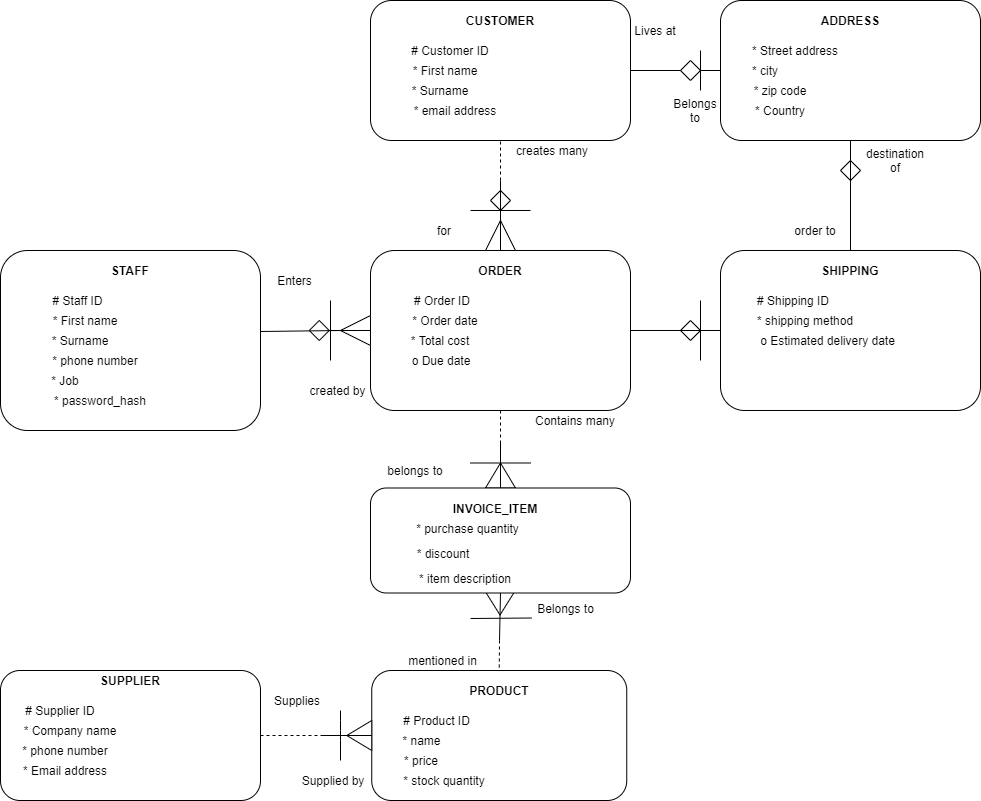 CUSTOMER
# Customer ID
* First name
* Surname
* email address
Lives at
Belongs
to
ADDRESS
* Street address
* city
* zip code
* Country
creates many
for
destination
of
order to
STAFF
# Staff ID
* First name
* Surname
* phone number
* Job
* password_hash
Enters
created by
ORDER
# Order ID
* Order date
* Total cost
o Due date
SHIPPING
# Shipping ID
* shipping method
o Estimated delivery date
Contains many
belongs to
INVOICE_ITEM
* purchase quantity
* discount
* item description
Belongs to
mentioned in
SUPPLIER
# Supplier ID
* Company name
* phone number
* Email address
Supplies
Supplied by
PRODUCT
# Product ID
* name
* price
* stock quantity